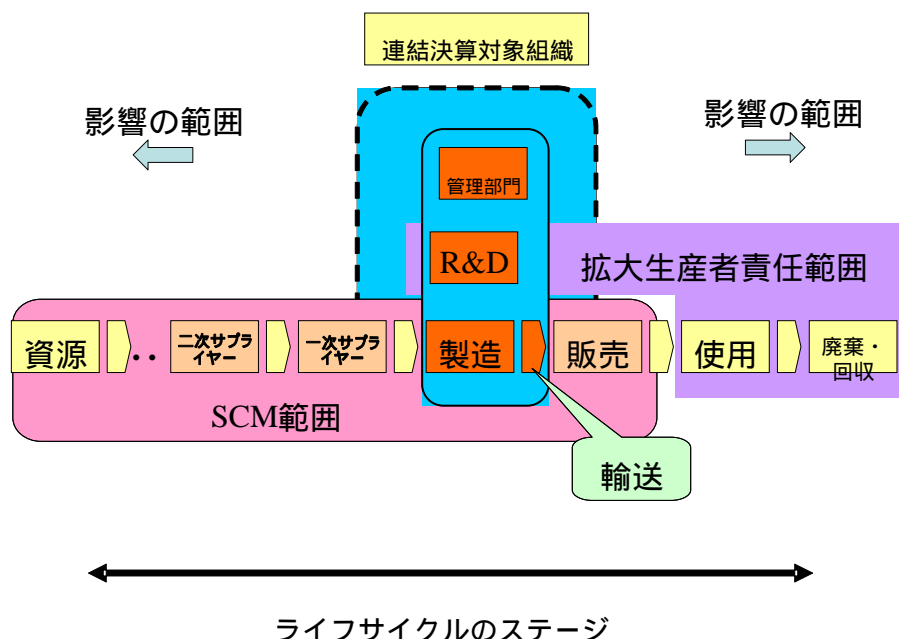 連結決算対象組織
影響の範囲
影響の範囲
管理部門
R&D
拡大生産者責任範囲
資源
・・
二次サプラ
イヤー
一次サプラ
イヤー
製造
販売
使用
廃棄・
回収
SCM範囲
輸送
ライフサイクルのステージ